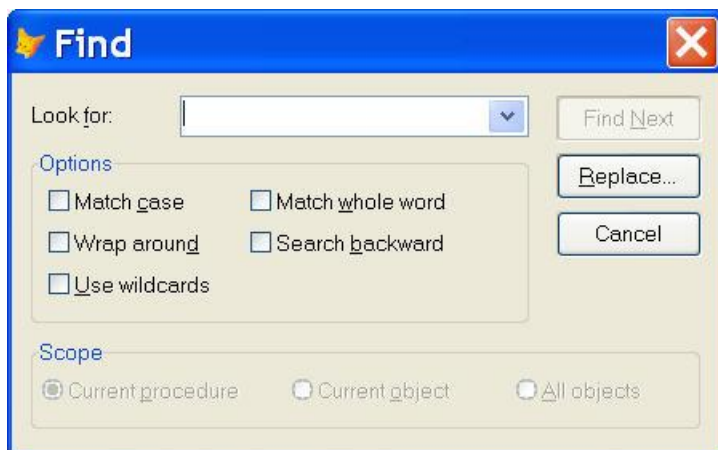 Find
Look for:
Find Next
Options
Replace...
Match case
Match whole word
Cancel
Wrap around
Search backward
Use wildcards
Scope
Current procedure
Current object
All objects